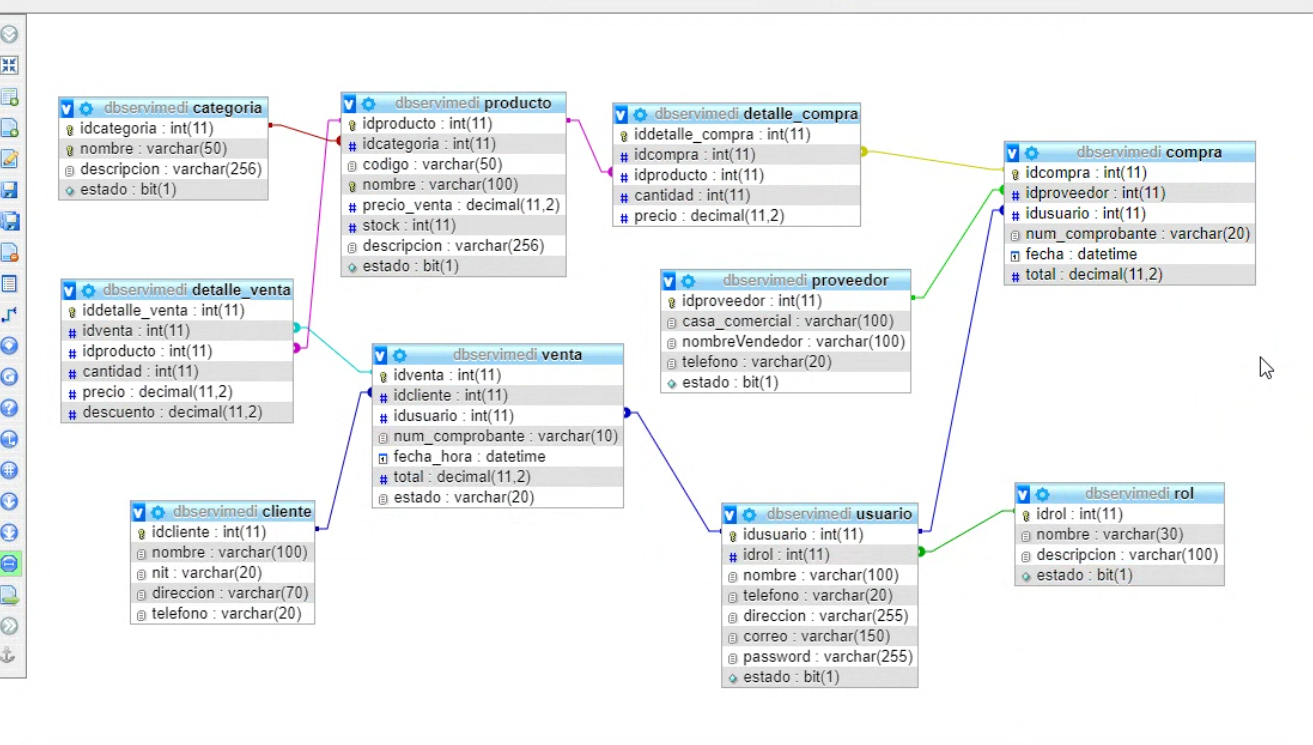 dbservimedi categoria
idcategoria : int(11)
nombre : varchar(50)
descripcion : varchar(256)
estado : bit(1)
dbservimedi producto
idproducto : int(11)
idcategoria : int(11)
codigo : varchar(50)
nombre : varchar(100)
precio_venta : decimal(11,2)
stock : int(11)
descripcion : varchar(256)
estado : bit(1)
dbservimedi detalle_compra
iddetalle_compra : int(11)
idcompra : int(11)
idproducto : int(11)
cantidad : int(11)
precio : decimal(11,2)
dbservimedi compra
idcompra : int(11)
idproveedor : int(11)
idusuario : int(11)
num_comprobante : varchar(20)
fecha : datetime
total : decimal(11,2)
dbservimedi detalle_venta
iddetalle_venta : int(11)
idventa : int(11)
idproducto : int(11)
cantidad : int(11)
precio : decimal(11,2)
descuento : decimal(11,2)
dbservimedi venta
idventa : int(11)
idcliente : int(11)
idusuario : int(11)
num_comprobante : varchar(10)
fecha_hora : datetime
total : decimal(11,2)
estado : varchar(20)
dbservimedi proveedor
idproveedor : int(11)
casa_comercial : varchar(100)
nombreVendedor : varchar(100)
telefono : varchar(20)
estado : bit(1)
dbservimedi cliente
idcliente : int(11)
nombre : varchar(100)
nit : varchar(20)
direccion : varchar(70)
telefono : varchar(20)
dbservimedi usuario
idusuario : int(11)
idrol : int(11)
nombre : varchar(100)
telefono : varchar(20)
direccion : varchar(255)
correo : varchar(150)
password : varchar(255)
estado : bit(1)
dbservimedi rol
idrol : int(11)
nombre : varchar(30)
descripcion : varchar(100)
estado : bit(1)